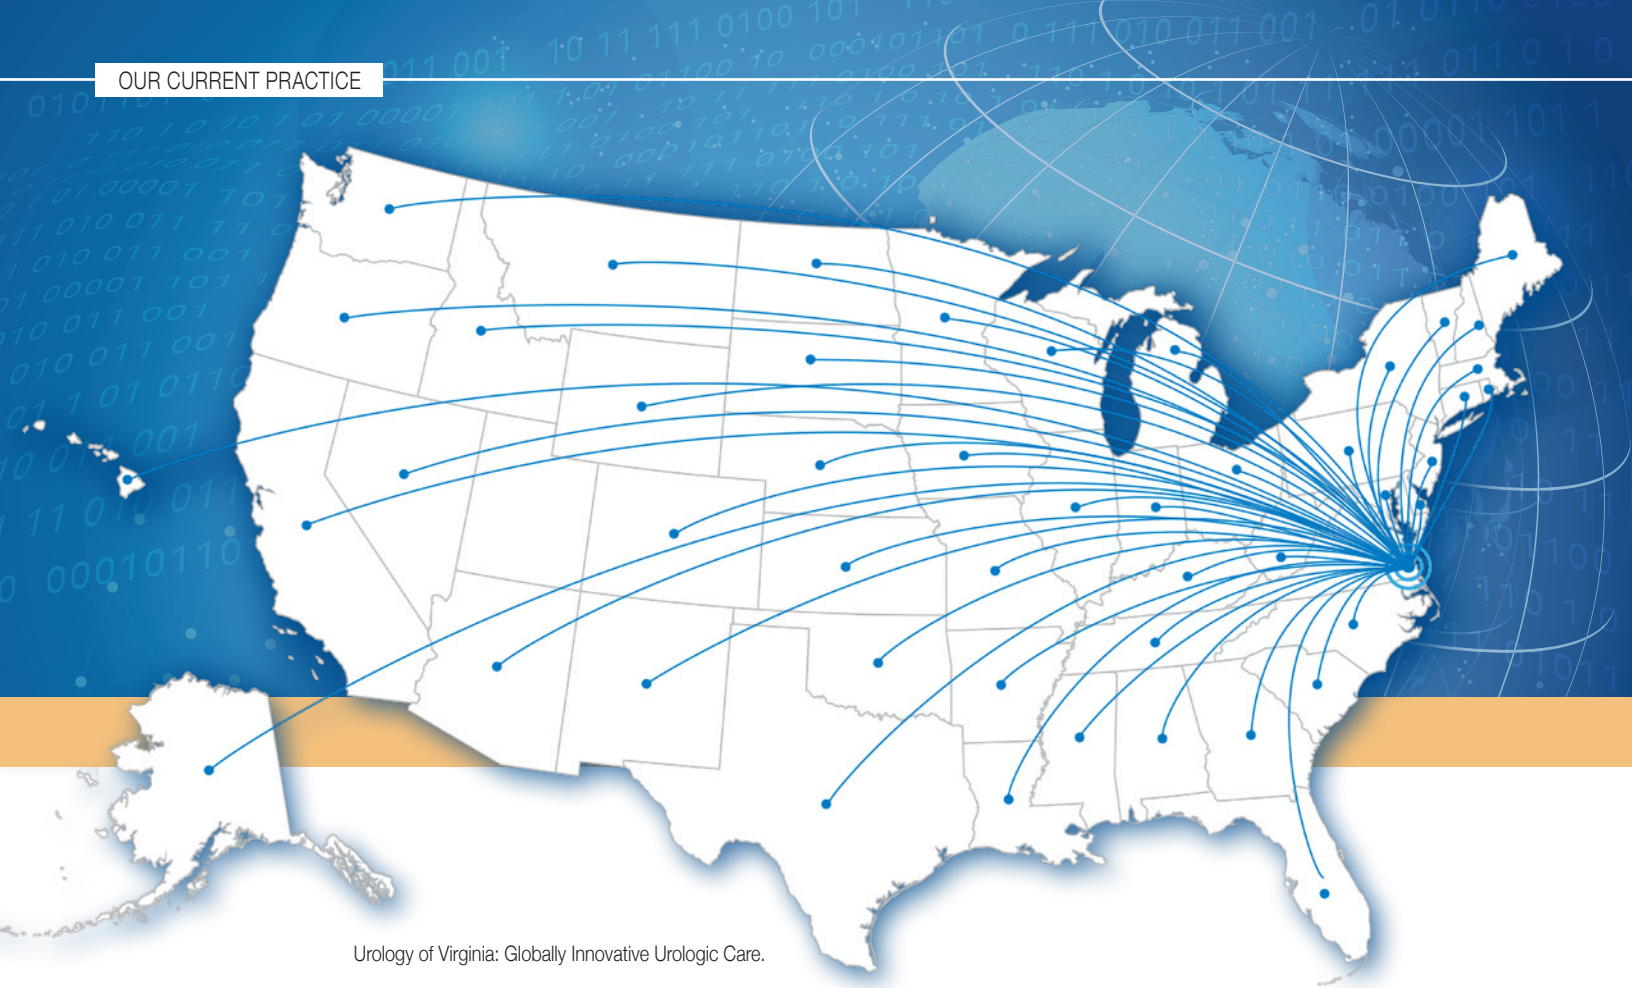 OUR CURRENT PRACTICE
Urology of Virginia: Globally Innovative Urologic Care.